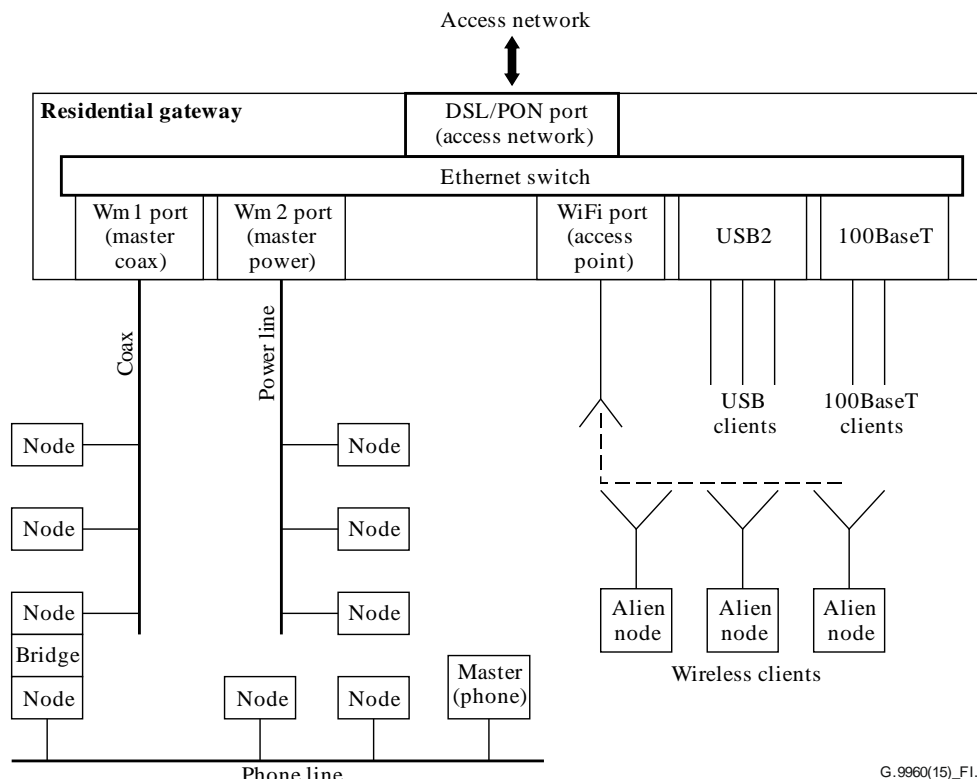 Access network
Residential gateway
DSL/PON port
(access network)
Ethernet switch
Wm1 port
(master
coax)
Wm2 port
(master
power)
WiFi port
(access
point)
USB2
100BaseT
Coax
Power line
USB
clients
100BaseT
clients
Node
Node
Node
Node
Node
Node
Bridge
Node
Node
Node
Master
(phone)
Alien
node
Alien
node
Alien
node
Wireless clients
Phone line
G.9960(15)_FI.